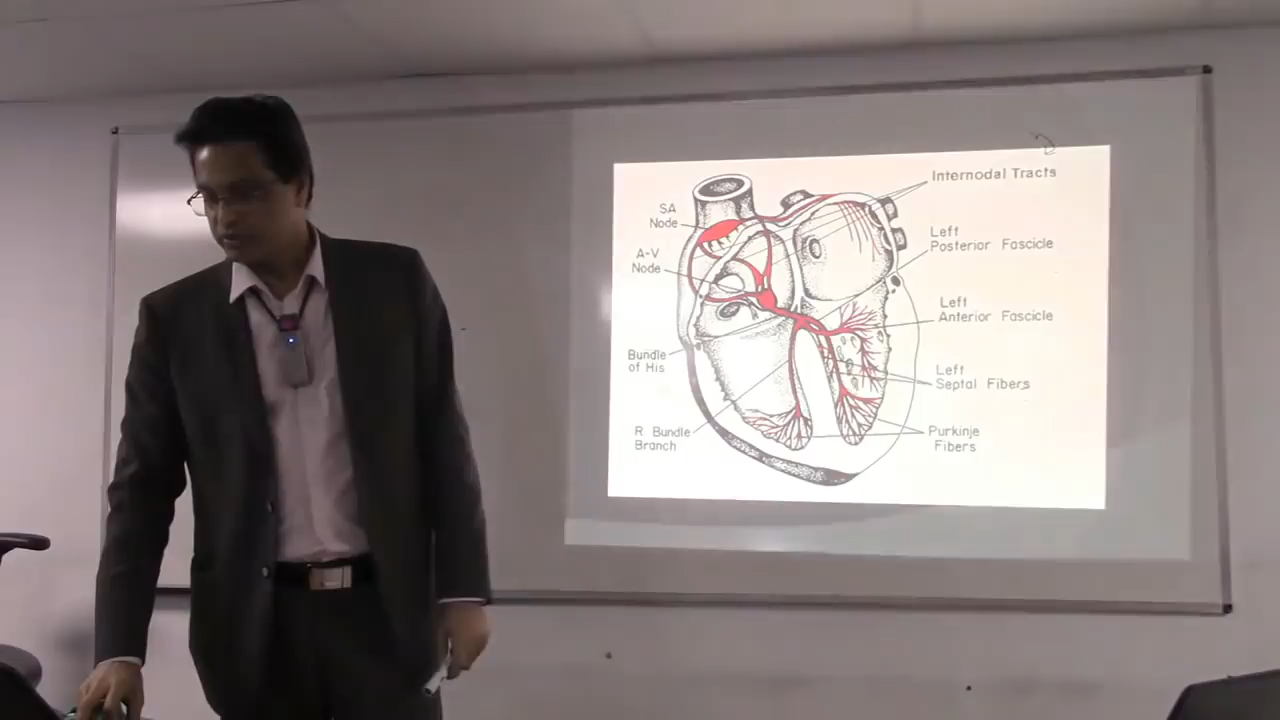 Internodal Tracts
SA
Node
A-V
Node
Left
Posterior Fascicle
Left
Anterior Fascicle
Bundle
of His
Left
Septal Fibers
R Bundle
Branch
Purkinje
Fibers